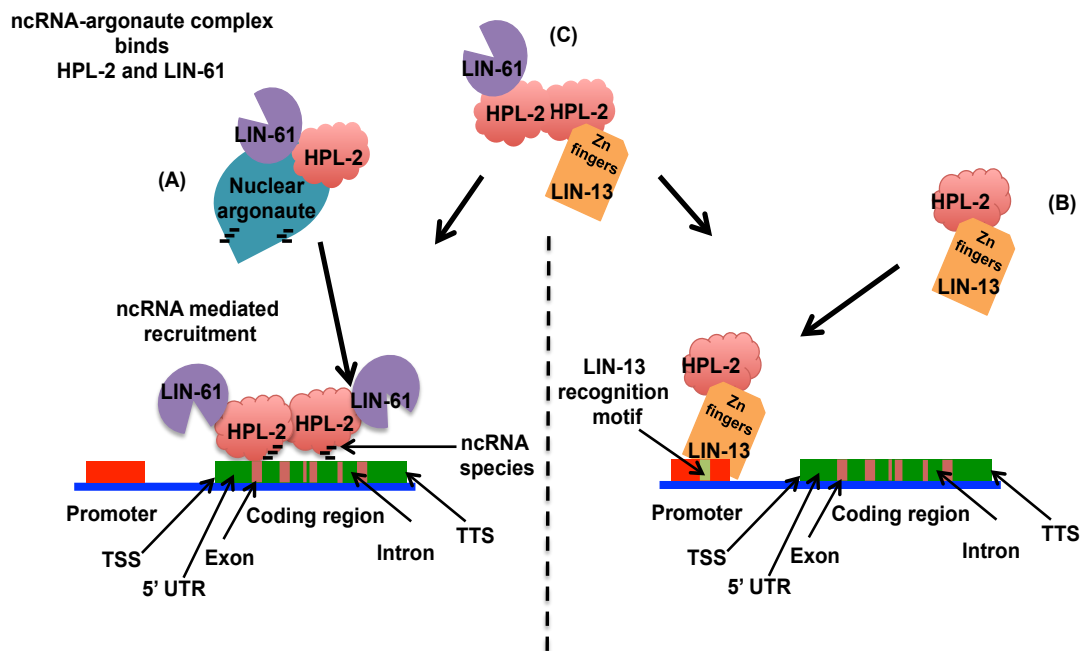 ncRNA-argonaute complex
binds
HPL-2 and LIN-61
(C)
LIN-61
HPL-2
HPL-2
Zn
fingers
LIN-13
LIN-61
HPL-2
(A)
Nuclear
argonaute
HPL-2
(B)
Zn
fingers
LIN-13
ncRNA mediated
recruitment
LIN-61
HPL-2
HPL-2
LIN-61
ncRNA
species
Promoter
Coding region
TTS
TSS
Exon
Intron
5' UTR
LIN-13
recognition
motif
HPL-2
Zn
fingers
LIN-13
Promoter
Coding region
TTS
TSS
Exon
Intron
5' UTR